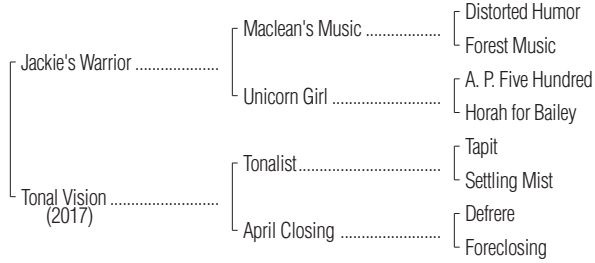 Distorted Humor
Maclean's Music ..................
Forest Music
Jackie's Warrior ....................
A. P. Five Hundred
Unicorn Girl ..........................
Horah for Bailey
Tapit
Tonalist..................................
Settling Mist
Tonal Vision ..........................
(2017)
Defrere
April Closing ........................
Foreclosing